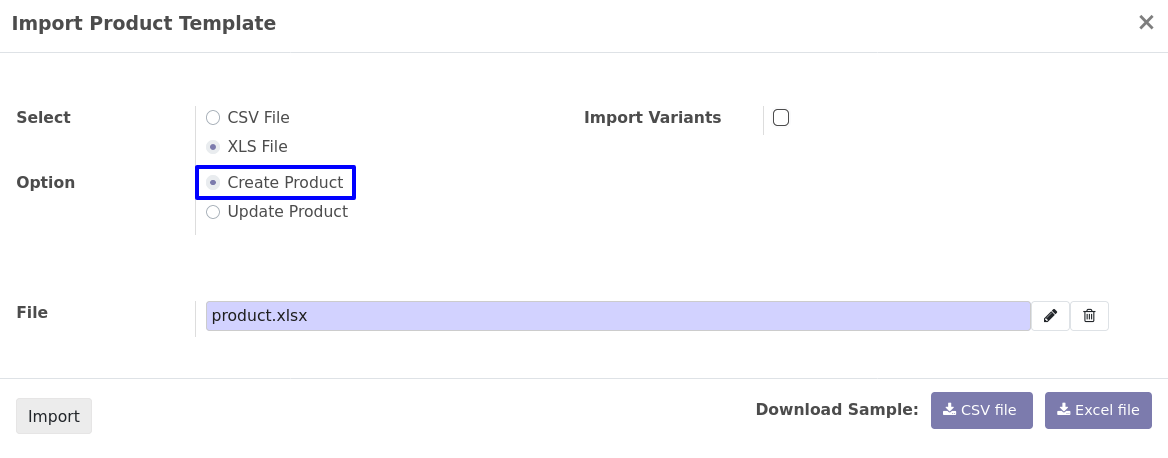 Import Product Template
Select
CSV File
XLS File
Import Variants
Option
Create Product
Update Product
File
product.xlsx
Import
Download Sample:
CSV file
Excel file